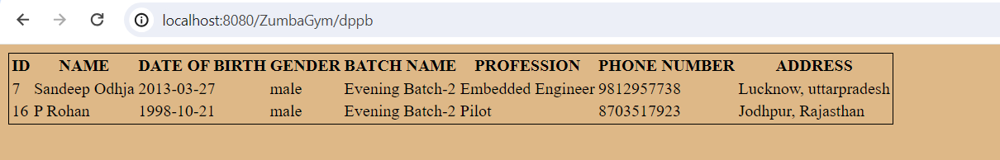 localhost:8080/ZumbaGym/dppb
ID NAME DATE OF BIRTH GENDER BATCH NAME PROFESSION PHONE NUMBER ADDRESS
7 Sandeep Odhja 2013-03-27 male Evening Batch-2 Embedded Engineer 9812957738 Lucknow, uttarpradesh
16 P Rohan 1998-10-21 male Evening Batch-2 Pilot 8703517923 Jodhpur, Rajasthan